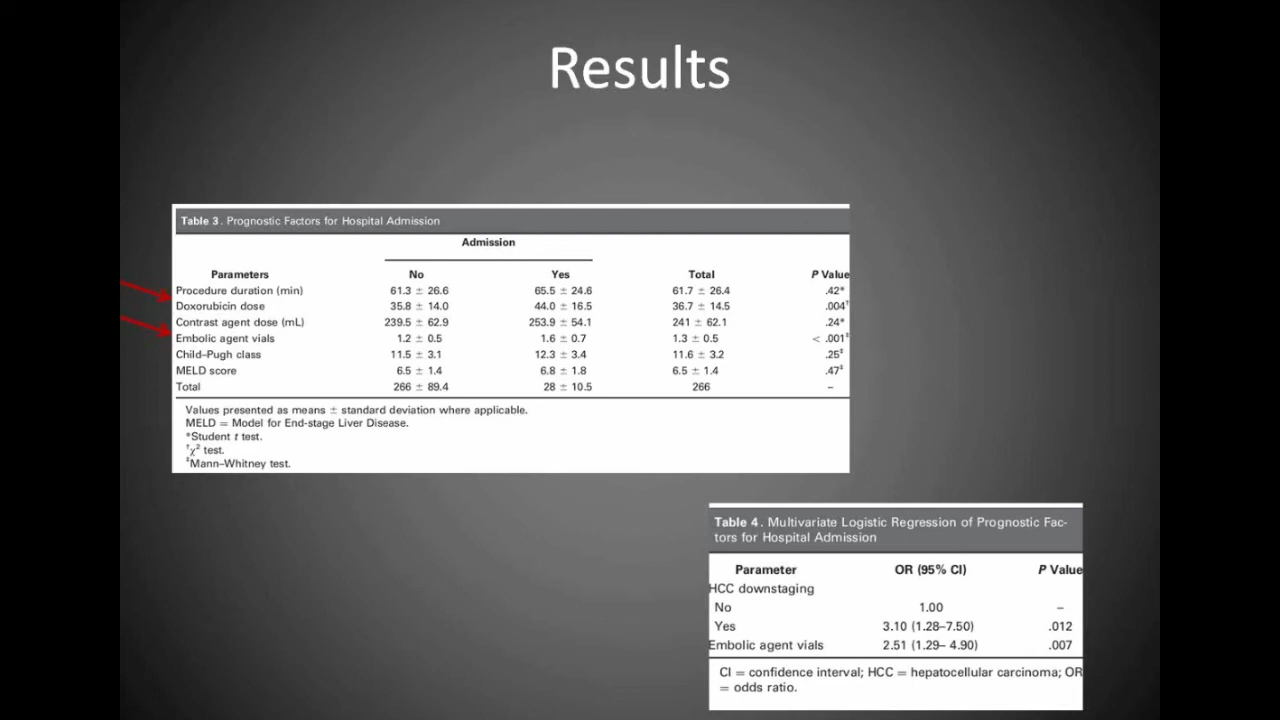 Results
Table 3. Prognostic Factors for Hospital Admission
Admission
Parameters No Yes Total P Value
Procedure duration (min) 61.3 ± 26.6 65.5 ± 24.6 61.7 ± 26.4 .42*
Doxorubicin dose 35.8 ± 14.0 44.0 ± 16.5 36.7 ± 14.5 .004†
Contrast agent dose (mL) 239.5 ± 62.9 253.9 ± 54.1 241 ± 62.1 .24*
Embolic agent vials 1.2 ± 0.5 1.6 ± 0.7 1.3 ± 0.5 < .001‡
Child–Pugh class 11.5 ± 3.1 12.3 ± 3.4 11.6 ± 3.2 .25‡
MELD score 6.5 ± 1.4 6.8 ± 1.8 6.5 ± 1.4 .47‡
Total 266 ± 89.4 28 ± 10.5 266 –
Values presented as means ± standard deviation where applicable.
MELD = Model for End-stage Liver Disease.
*Student t test.
†χ² test.
‡Mann–Whitney test.
Table 4. Multivariate Logistic Regression of Prognostic Fac-
tors for Hospital Admission
Parameter OR (95% CI) P Value
HCC downstaging
No 1.00 –
Yes 3.10 (1.28–7.50) .012
Embolic agent vials 2.51 (1.29– 4.90) .007
CI = confidence interval; HCC = hepatocellular carcinoma; OR
= odds ratio.